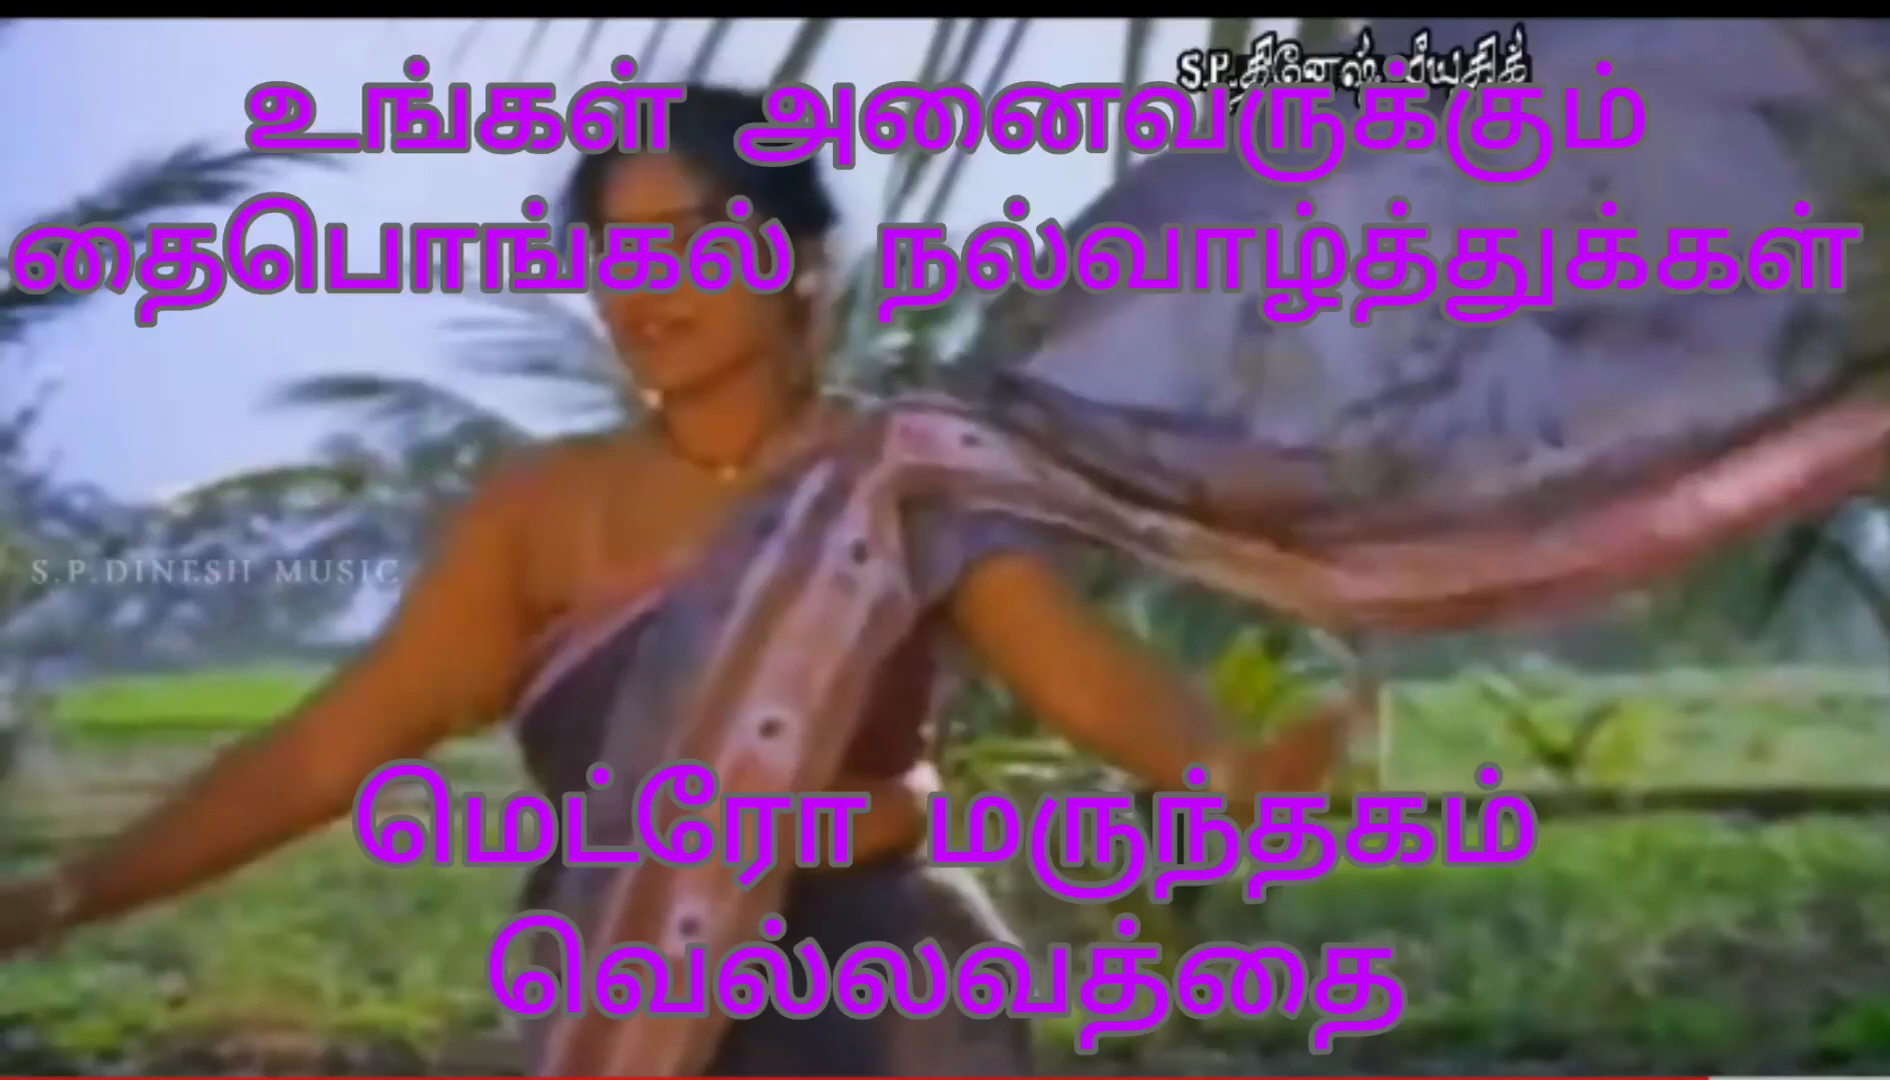 S.P.தினேஷ் மியூசிக்
உங்கள் அனைவருக்கும்
தைபொங்கல் நல்வாழ்த்துக்கள்
S.P.DINESH MUSIC
மெட்ரோ மருந்தகம்
வெல்லவத்தை